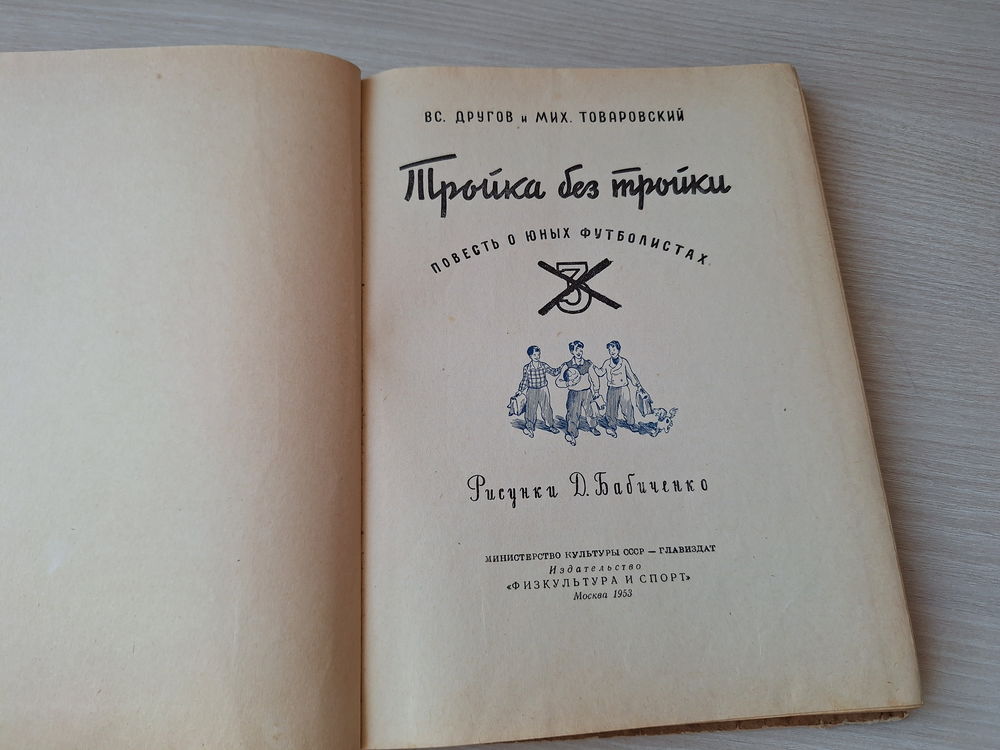 ВС. ДРУГОВ и МИХ. ТОВАРОВСКИЙ
Тройка без тройки
ПОВЕСТЬ О ЮНЫХ ФУТБОЛИСТАХ.
3
Рисунки Д. Бабиченко
МИНИСТЕРСТВО КУЛЬТУРЫ СССР — ГЛАВИЗДАТ
Издательство
«ФИЗКУЛЬТУРА И СПОРТ»
Москва 1953